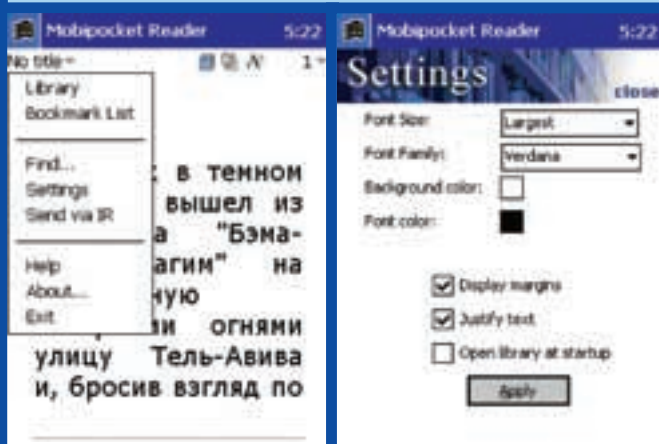 Mobipocket Reader 5:22
No title
1
Library
Bookmark List
Find...
Settings
Send via IR
Help
About...
Exit
в темном
вышел из
а "Бэма-
агим" на
ную
ли огнями
улицу Тель-Авива
и, бросив взгляд по
Mobipocket Reader 5:22
Settings
close
Font Size: Largest
Font Family: Verdana
Background color:
Font color:
Display margins
Justify text
Open library at startup
Apply